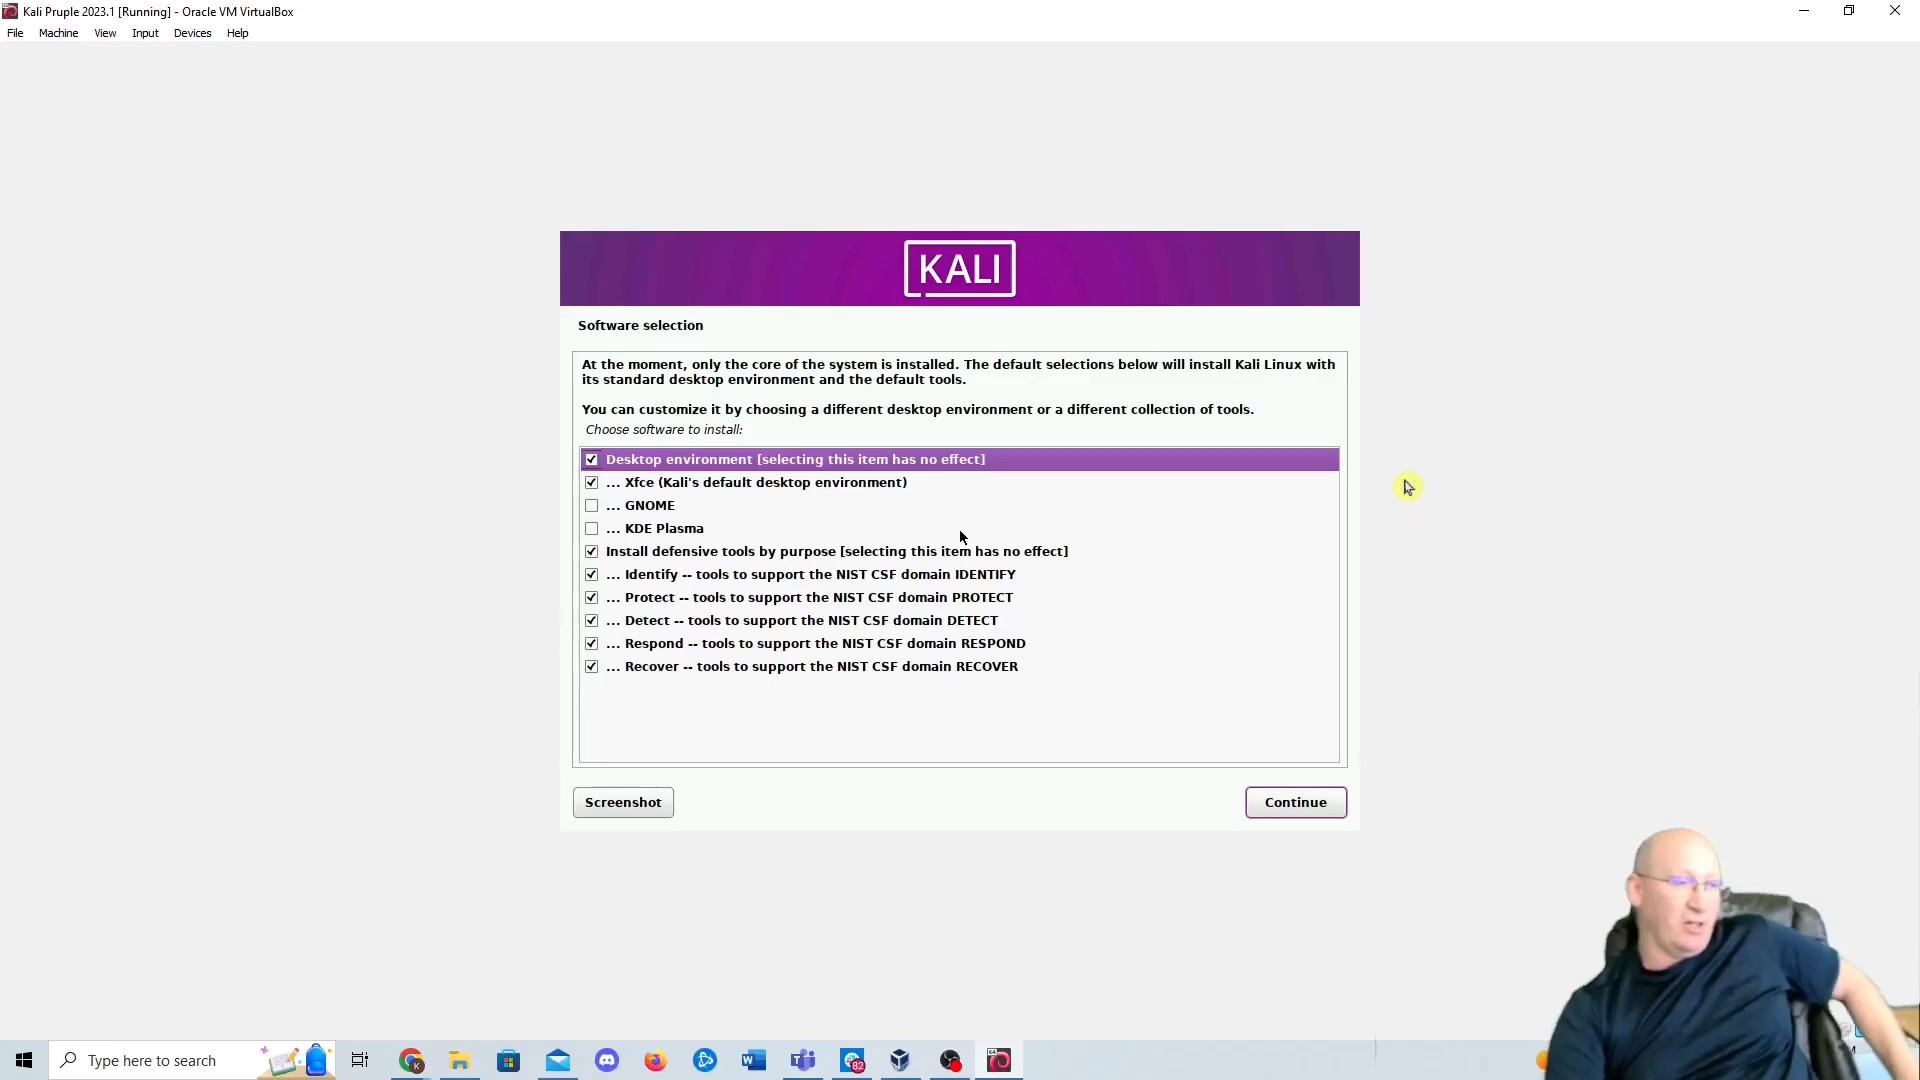 Kali Pruple 2023.1 [Running] - Oracle VM VirtualBox
File Machine View Input Devices Help
KALI
Software selection
At the moment, only the core of the system is installed. The default selections below will install Kali Linux with
its standard desktop environment and the default tools.
You can customize it by choosing a different desktop environment or a different collection of tools.
Choose software to install:
Desktop environment [selecting this item has no effect]
... Xfce (Kali's default desktop environment)
... GNOME
... KDE Plasma
Install defensive tools by purpose [selecting this item has no effect]
... Identify -- tools to support the NIST CSF domain IDENTIFY
... Protect -- tools to support the NIST CSF domain PROTECT
... Detect -- tools to support the NIST CSF domain DETECT
... Respond -- tools to support the NIST CSF domain RESPOND
... Recover -- tools to support the NIST CSF domain RECOVER
Screenshot Continue
Type here to search
K
W
82